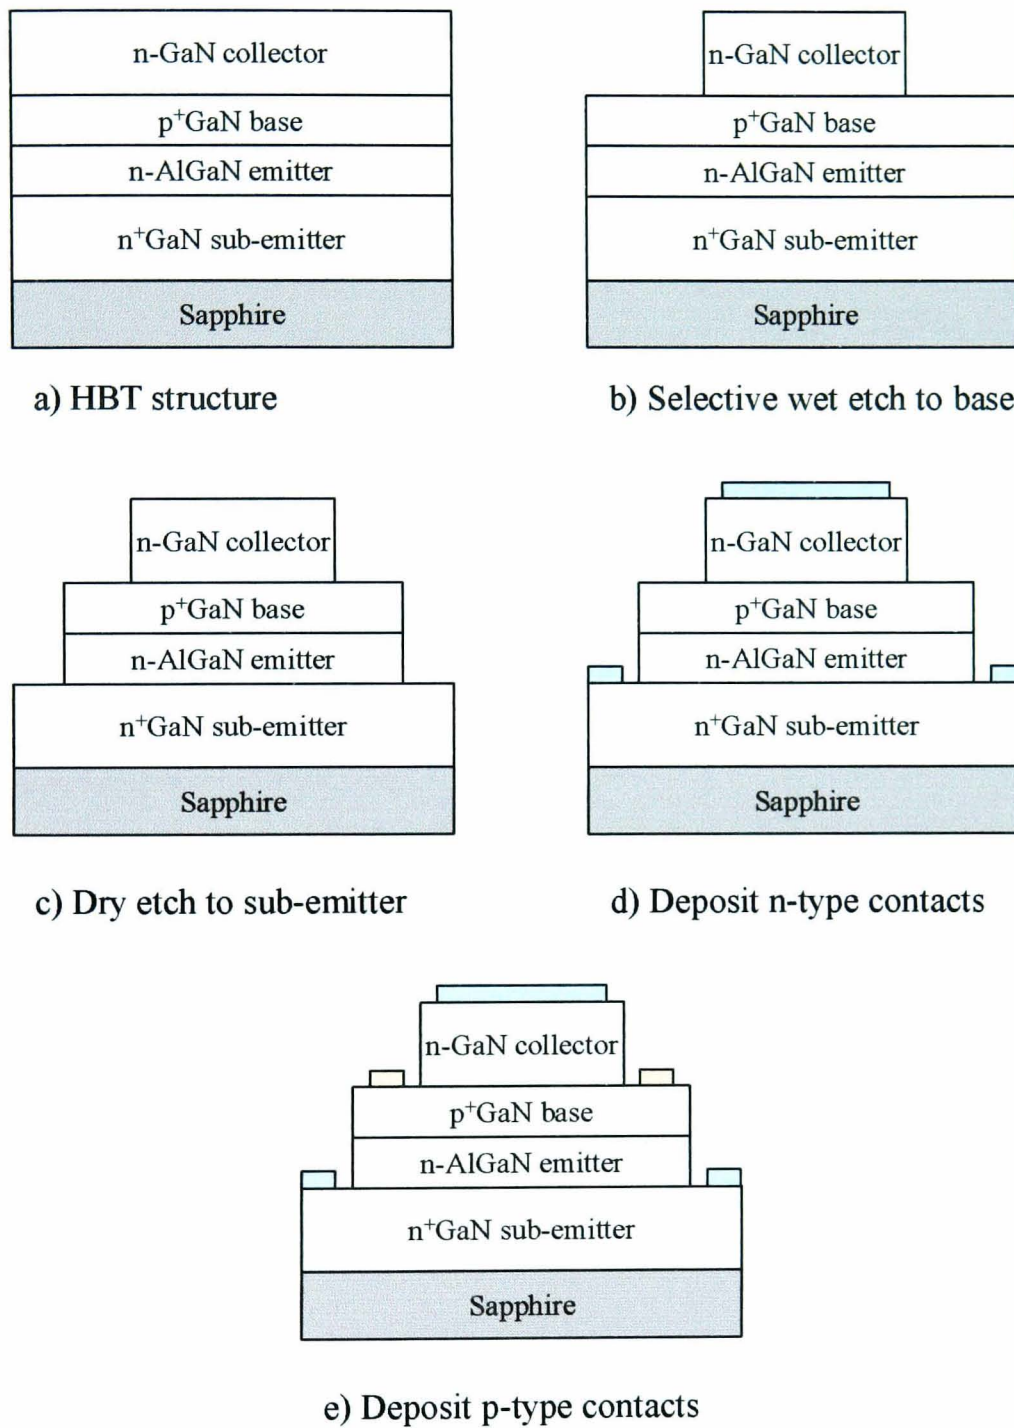 n-GaN collector
p⁺GaN base
n-AlGaN emitter
n⁺GaN sub-emitter
Sapphire
a) HBT structure
n-GaN collector
p⁺GaN base
n-AlGaN emitter
n⁺GaN sub-emitter
Sapphire
b) Selective wet etch to base
n-GaN collector
p⁺GaN base
n-AlGaN emitter
n⁺GaN sub-emitter
Sapphire
c) Dry etch to sub-emitter
n-GaN collector
p⁺GaN base
n-AlGaN emitter
n⁺GaN sub-emitter
Sapphire
d) Deposit n-type contacts
n-GaN collector
p⁺GaN base
n-AlGaN emitter
n⁺GaN sub-emitter
Sapphire
e) Deposit p-type contacts